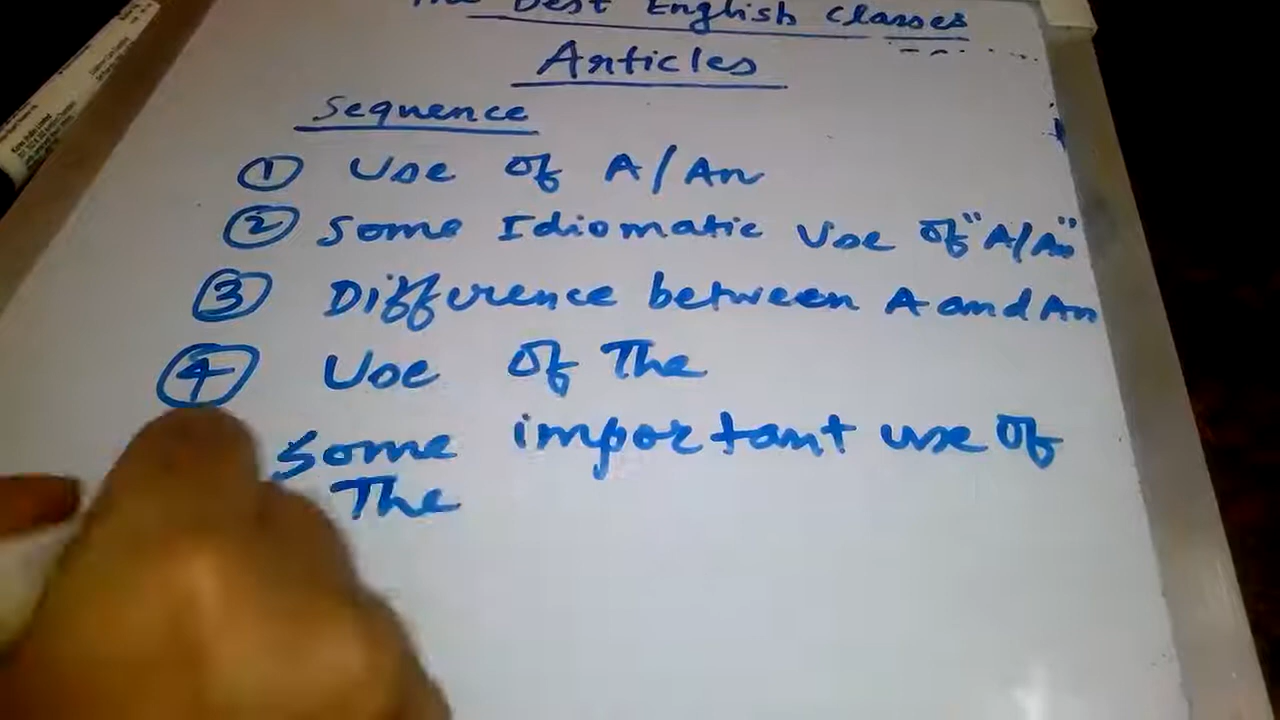 The Best English Classes
Articles
Sequence
① Use of A/An
② Some Idiomatic Use of "A/An"
③ Difference between A and An
④ Use of The
Some important use of
The